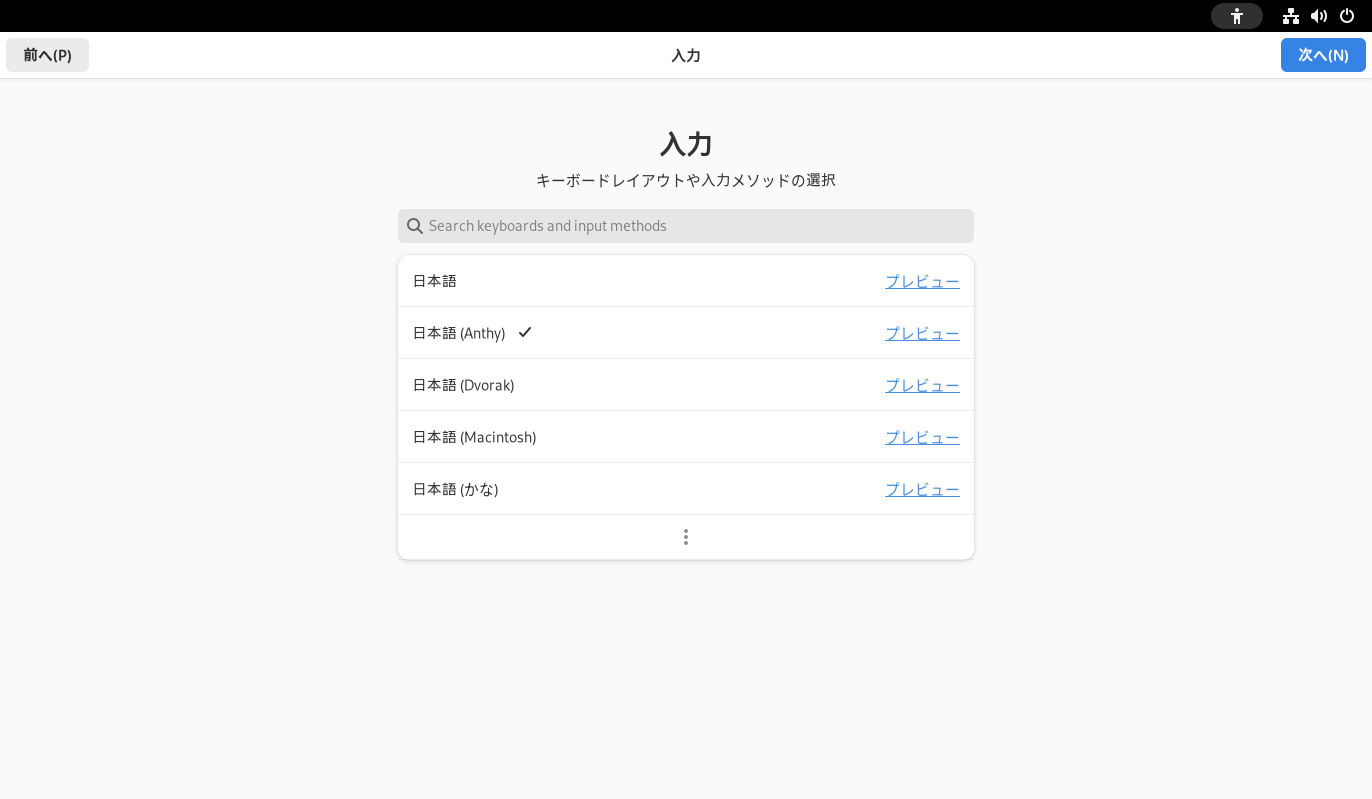 前へ(P)
入力
次へ(N)
入力
キーボードレイアウトや入力メソッドの選択
Search keyboards and input methods
日本語 プレビュー
日本語 (Anthy) プレビュー
日本語 (Dvorak) プレビュー
日本語 (Macintosh) プレビュー
日本語 (かな) プレビュー